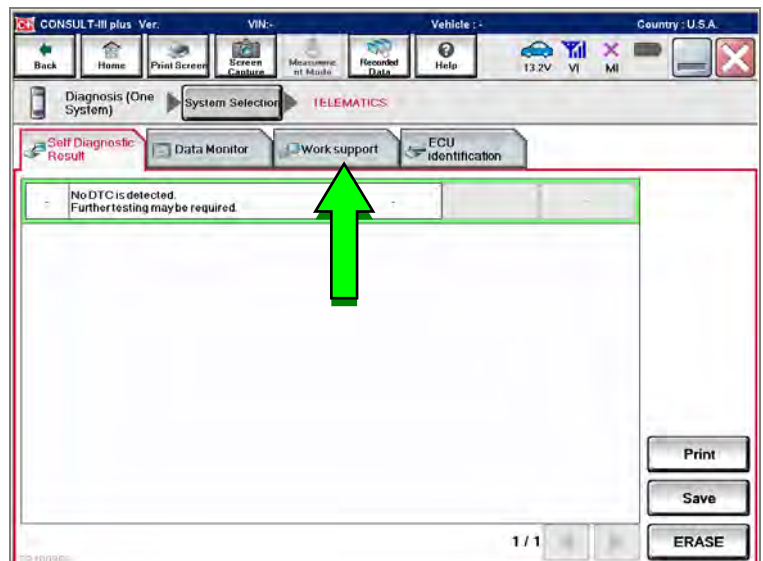 CONSULT-III plus Ver. VIN:- Vehicle : - Country : U.S.A.
Back
Home
Print Screen
Screen
Capture
Measureme
nt Mode
Recorded
Data
Help
13.2V VI MI
Diagnosis (One
System)
System Selection
TELEMATICS
Self Diagnostic
Result
Data Monitor
Work support
ECU
identification
- No DTC is detected.
Further testing may be required. - -
Print
Save
1 / 1
ERASE